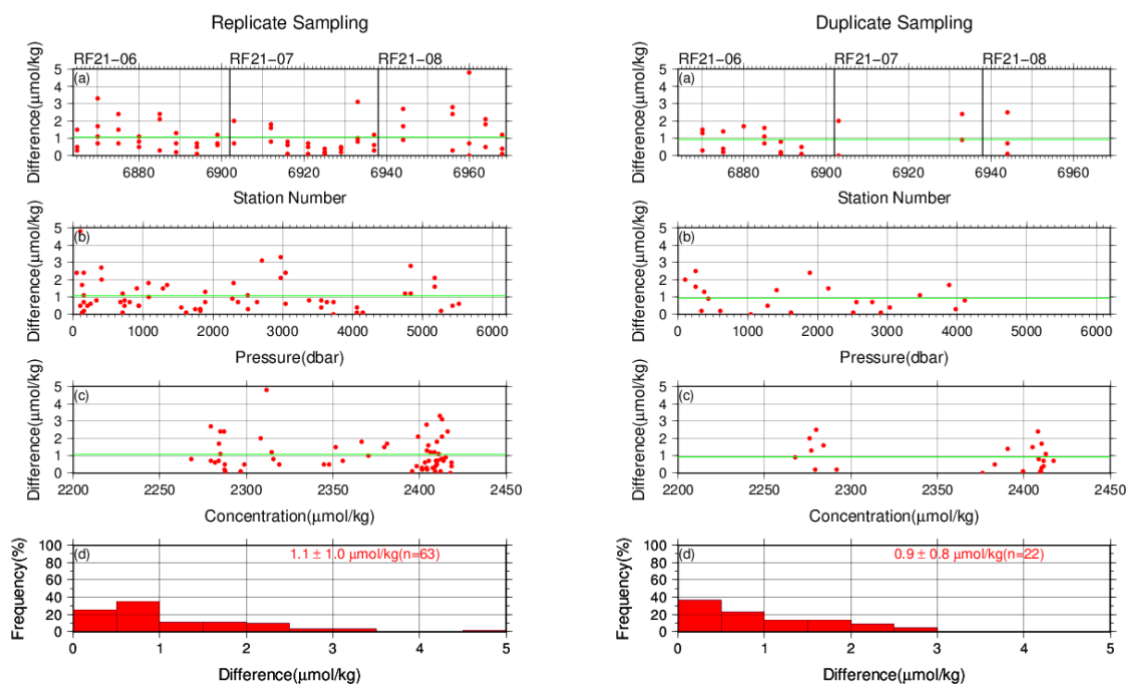 Replicate Sampling
RF21-06 RF21-07 RF21-08
(a)
Difference(μmol/kg)
5
4
3
2
1
0
6880 6900 6920 6940 6960
Station Number
(b)
Difference(μmol/kg)
5
4
3
2
1
0
0 1000 2000 3000 4000 5000 6000
Pressure(dbar)
(c)
Difference(μmol/kg)
5
4
3
2
1
0
2200 2250 2300 2350 2400 2450
Concentration(μmol/kg)
(d)
1.1 ± 1.0 μmol/kg(n=63)
Frequency(%)
100
80
60
40
20
0
0 1 2 3 4 5
Difference(μmol/kg)
Duplicate Sampling
RF21-06 RF21-07 RF21-08
(a)
Difference(μmol/kg)
5
4
3
2
1
0
6880 6900 6920 6940 6960
Station Number
(b)
Difference(μmol/kg)
5
4
3
2
1
0
0 1000 2000 3000 4000 5000 6000
Pressure(dbar)
(c)
Difference(μmol/kg)
5
4
3
2
1
0
2200 2250 2300 2350 2400 2450
Concentration(μmol/kg)
(d)
0.9 ± 0.8 μmol/kg(n=22)
Frequency(%)
100
80
60
40
20
0
0 1 2 3 4 5
Difference(μmol/kg)